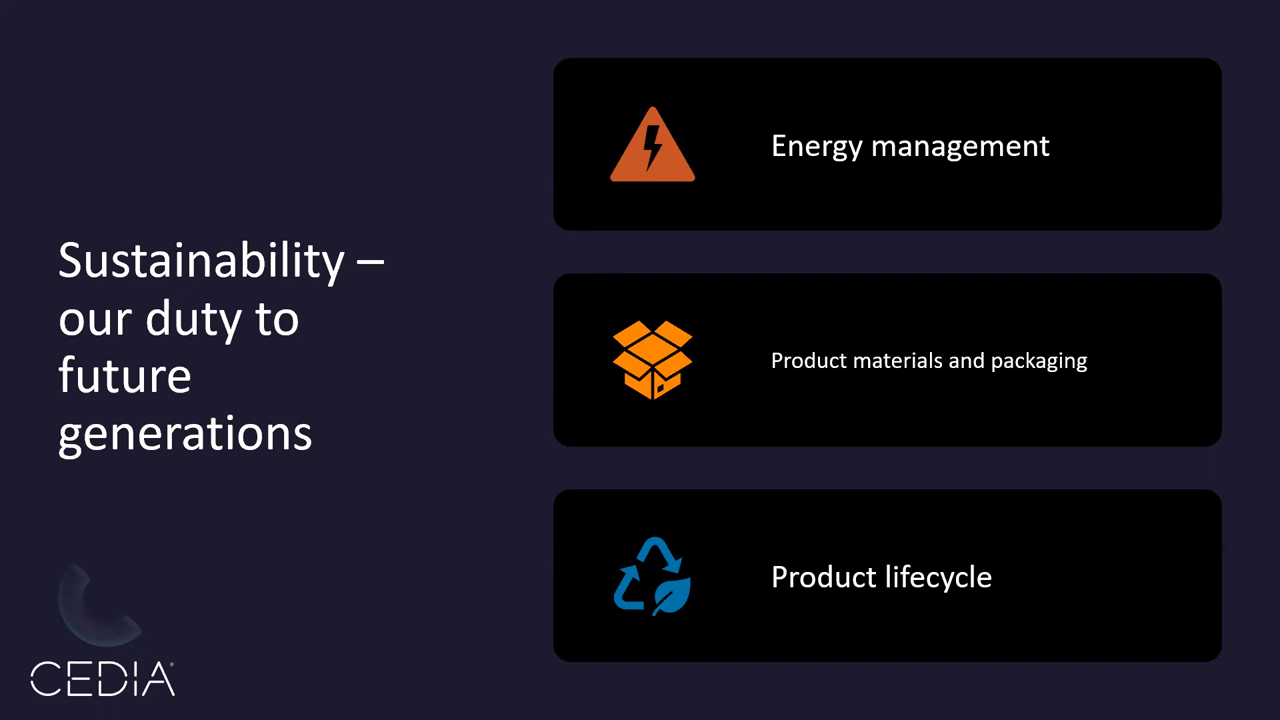 Sustainability –
our duty to
future
generations
Energy management
Product materials and packaging
Product lifecycle
CEDIA®